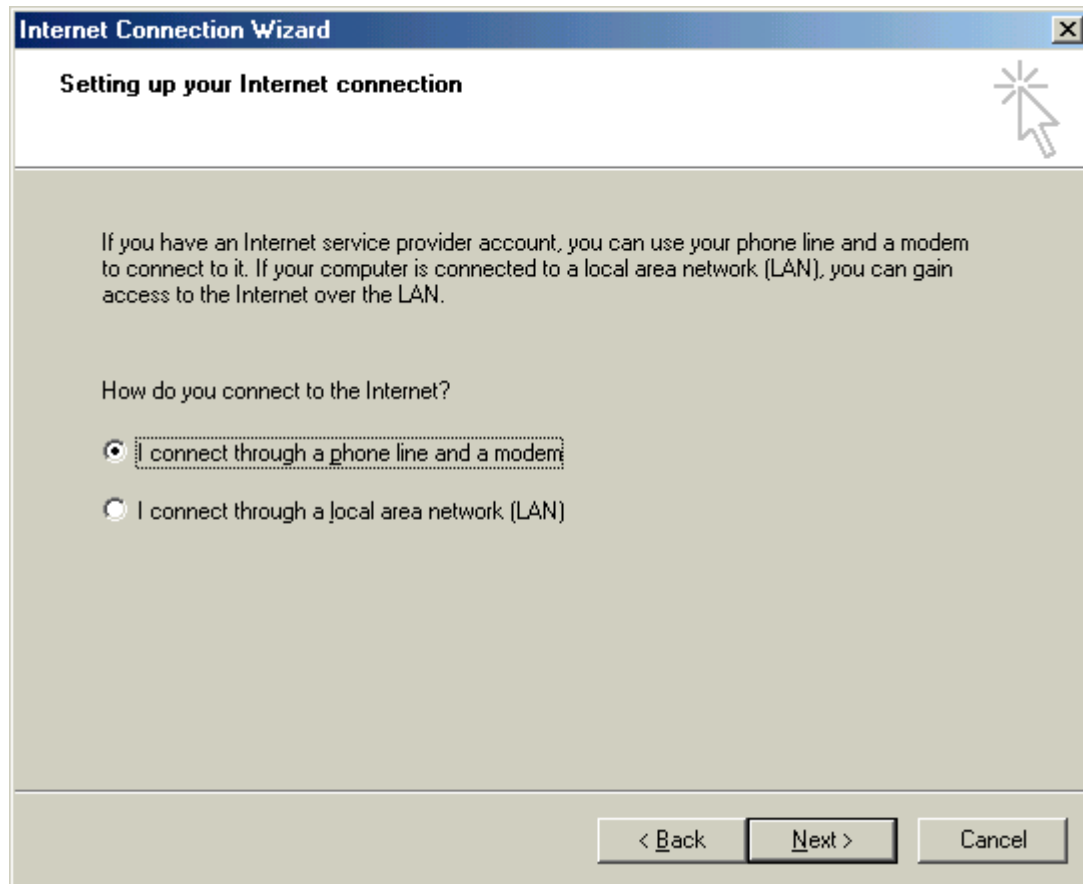 Internet Connection Wizard
Setting up your Internet connection
If you have an Internet service provider account, you can use your phone line and a modem
to connect to it. If your computer is connected to a local area network (LAN), you can gain
access to the Internet over the LAN.
How do you connect to the Internet?
I connect through a phone line and a modem
I connect through a local area network (LAN)
< Back Next > Cancel